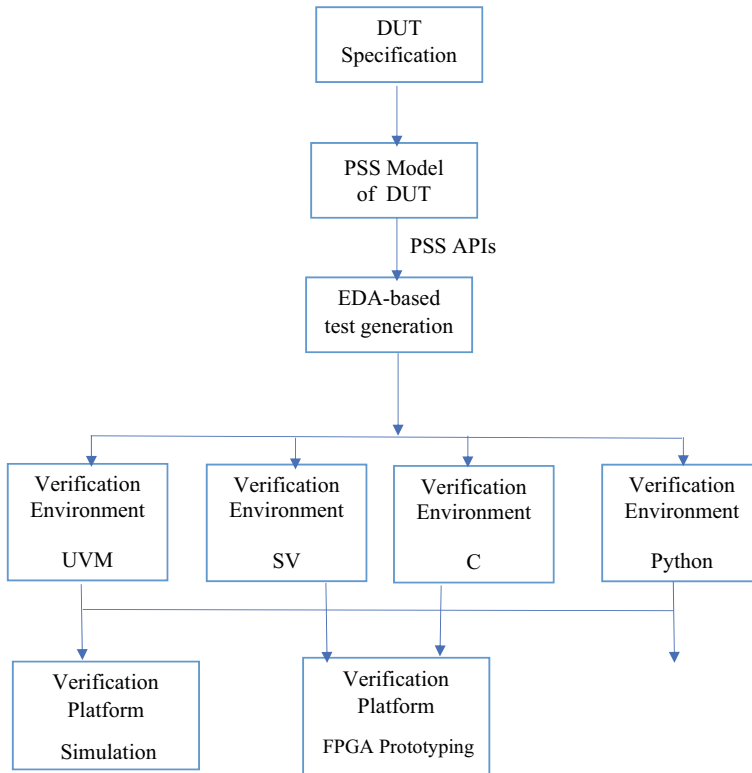 DUT
Specification
PSS Model
of DUT
PSS APIs
EDA-based
test generation
Verification
Environment
UVM
Verification
Environment
SV
Verification
Environment
C
Verification
Environment
Python
Verification
Platform
Simulation
Verification
Platform
FPGA Prototyping